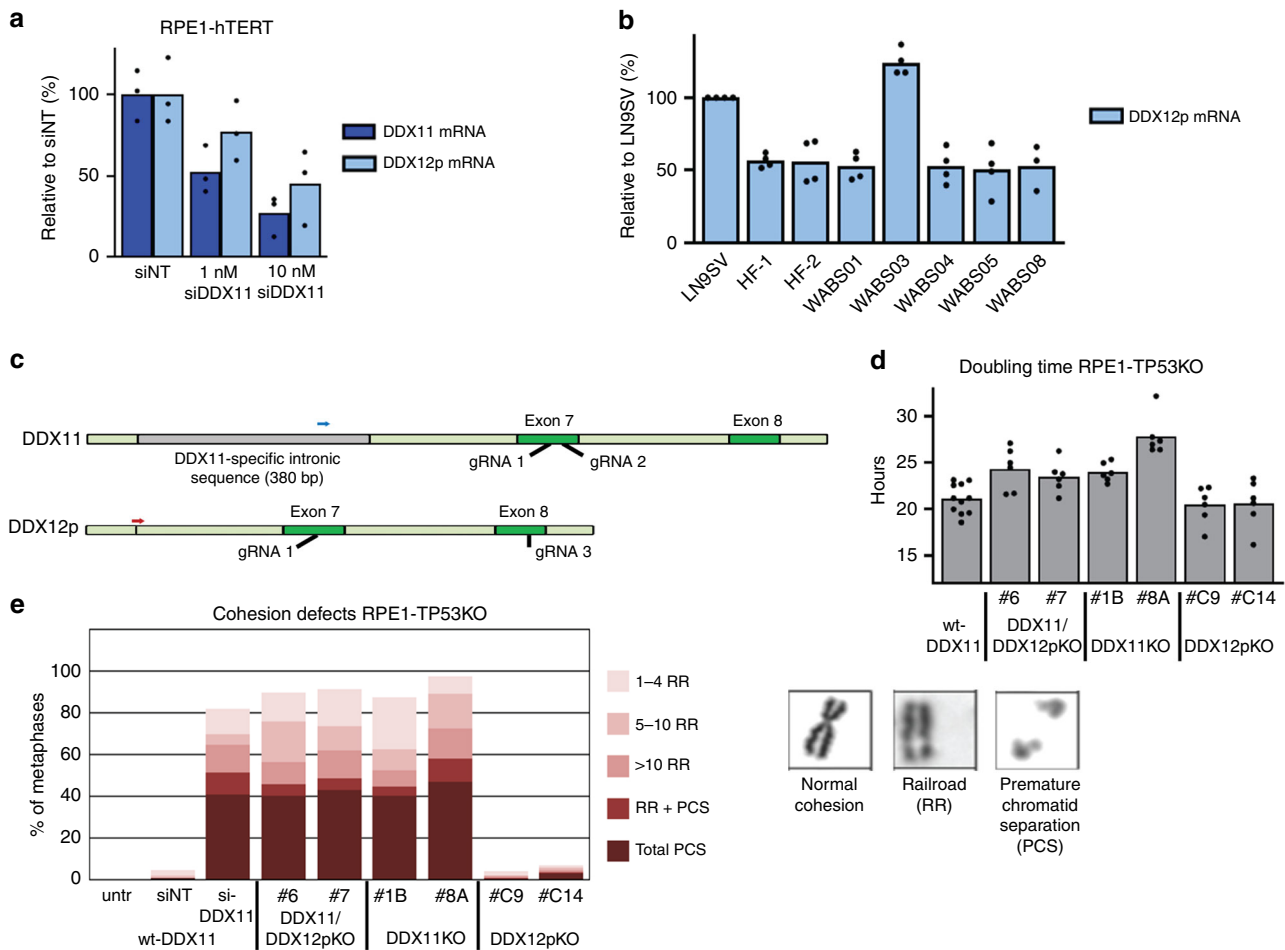 a
RPE1-hTERT
Relative to siNT (%)
100
50
0
siNT
1 nM
siDDX11
10 nM
siDDX11
DDX11 mRNA
DDX12p mRNA
b
Relative to LN9SV (%)
100
50
0
LN9SV
HF-1
HF-2
WABS01
WABS03
WABS04
WABS05
WABS08
DDX12p mRNA
c
DDX11
Exon 7
Exon 8
DDX11-specific intronic
sequence (380 bp)
gRNA 1
gRNA 2
DDX12p
Exon 7
Exon 8
gRNA 1
gRNA 3
d
Doubling time RPE1-TP53KO
Hours
30
25
20
15
#6
#7
#1B
#8A
#C9
#C14
wt-
DDX11
DDX11/
DDX12pKO
DDX11KO
DDX12pKO
e
Cohesion defects RPE1-TP53KO
% of metaphases
100
80
60
40
20
0
untr
siNT
si-
DDX11
#6
#7
#1B
#8A
#C9
#C14
wt-DDX11
DDX11/
DDX12pKO
DDX11KO
DDX12pKO
1–4 RR
5–10 RR
>10 RR
RR + PCS
Total PCS
Normal
cohesion
Railroad
(RR)
Premature
chromatid
separation
(PCS)